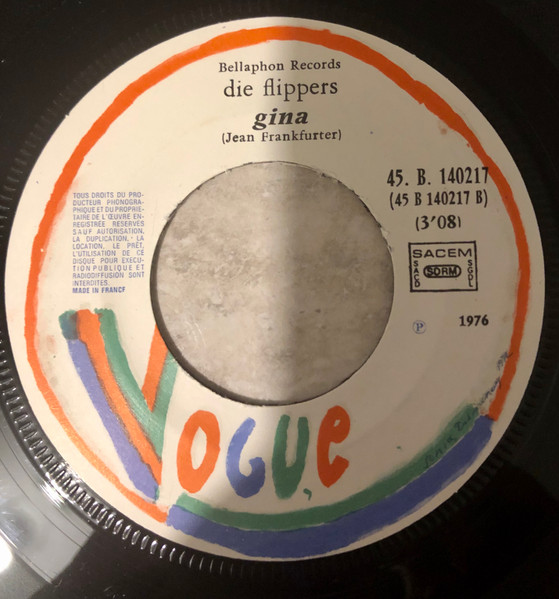 Bellaphon Records
die flippers
gina
(Jean Frankfurter)
45. B. 140217
(45 B 140217 B)
(3'08)
TOUS DROITS DU PRO-
DUCTEUR PHONOGRA-
PHIQUE ET DU PROPRIE-
TAIRE DE L'ŒUVRE EN-
REGISTREE RESERVES
SAUF AUTORISATION,
LA DUPLICATION, LA
LOCATION, LE PRÊT,
L'UTILISATION DE CE
DISQUE POUR EXECU-
TION PUBLIQUE ET
RADIODIFFUSION SONT
INTERDITES.
MADE IN FRANCE
SACEM
SACD
SDRM
SGDL
Ⓟ 1976
VOGUE